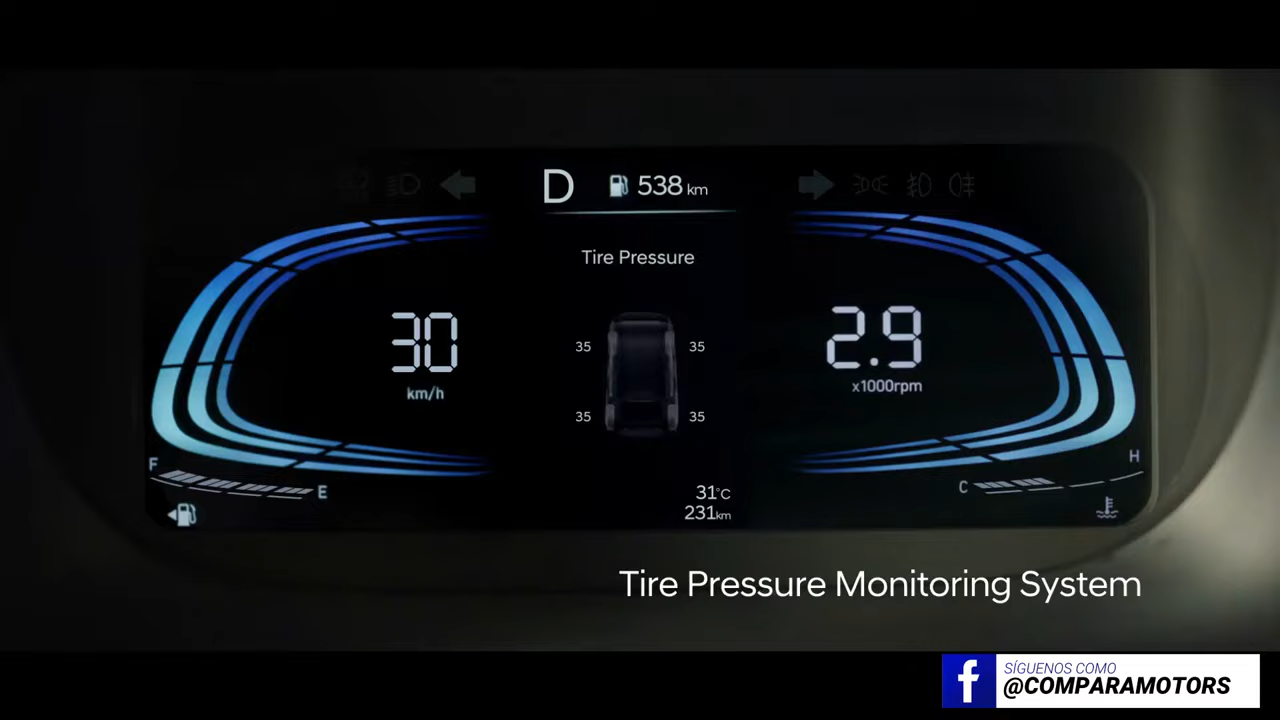 D 538 km
Tire Pressure
30
km/h
35 35
35 35
2.9
x1000rpm
F E
C H
31°C
231km
Tire Pressure Monitoring System
f SÍGUENOS COMO
@COMPARAMOTORS